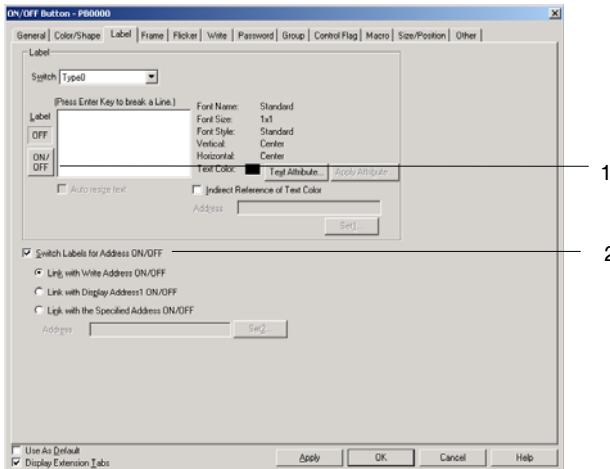 ON/OFF Button - PB0000
General Color/Shape Label Frame Flicker Write Password Group Control Flag Macro Size/Position Other
Label
Switch Type0
(Press Enter Key to break a Line.)
Label
OFF
ON/
OFF
Font Name: Standard
Font Size: 1x1
Font Style: Standard
Vertical: Center
Horizontal: Center
Text Color: Text Attribute... Apply Attribute
1
Auto resize text
Indirect Reference of Text Color
Address
Set1...
Switch Labels for Address ON/OFF
2
Link with Write Address ON/OFF
Link with Display Address1 ON/OFF
Link with the Specified Address ON/OFF
Address Set2...
Use As Default
Display Extension Tabs
Apply OK Cancel Help